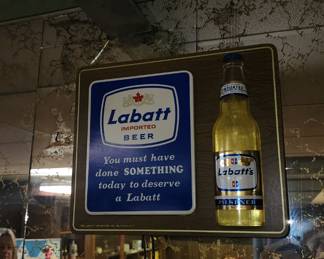 Labatt
IMPORTED
BEER
You must have
done SOMETHING
today to deserve
a Labatt
Labatt's
PILSENER